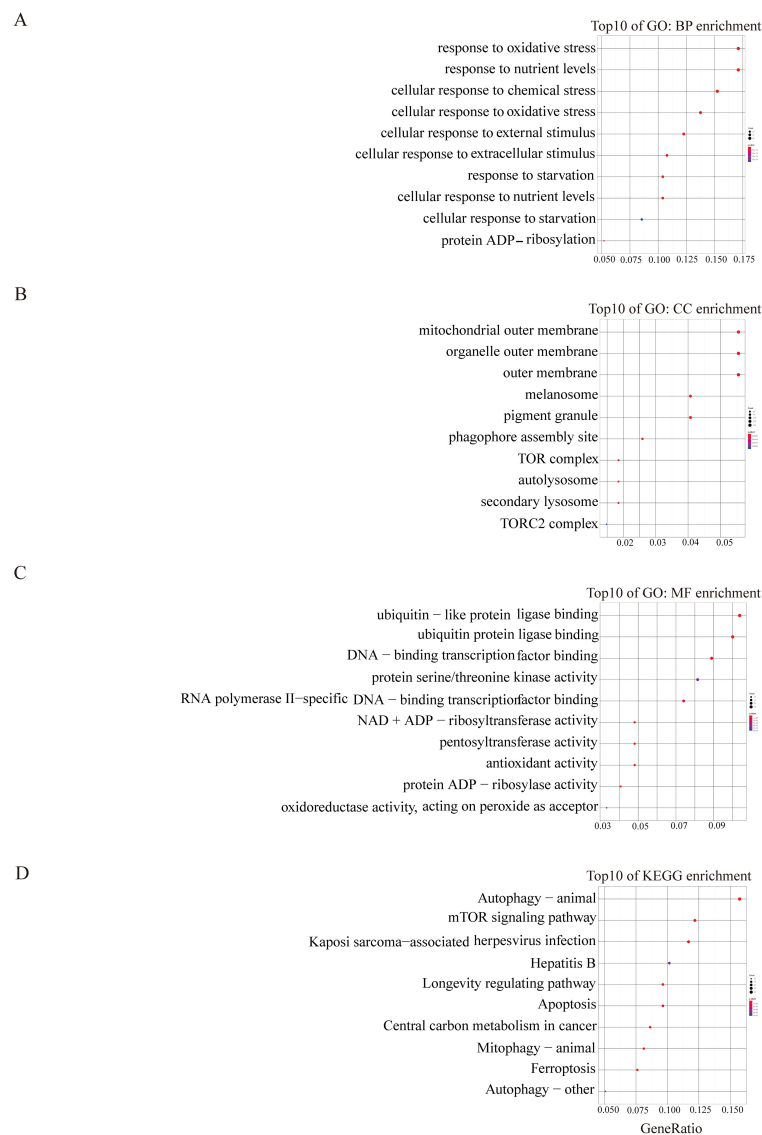 A
Top10 of GO: BP enrichment
response to oxidative stress
response to nutrient levels
cellular response to chemical stress
cellular response to oxidative stress
cellular response to external stimulus
cellular response to extracellular stimulus
response to starvation
cellular response to nutrient levels
cellular response to starvation
protein ADP− ribosylation
0.050 0.075 0.100 0.125 0.150 0.175
B
Top10 of GO: CC enrichment
mitochondrial outer membrane
organelle outer membrane
outer membrane
melanosome
pigment granule
phagophore assembly site
TOR complex
autolysosome
secondary lysosome
TORC2 complex
0.02 0.03 0.04 0.05
C
Top10 of GO: MF enrichment
ubiquitin − like protein ligase binding
ubiquitin protein ligase binding
DNA − binding transcription factor binding
protein serine/threonine kinase activity
RNA polymerase II−specific DNA − binding transcription factor binding
NAD + ADP − ribosyltransferase activity
pentosyltransferase activity
antioxidant activity
protein ADP − ribosylase activity
oxidoreductase activity, acting on peroxide as acceptor
0.03 0.05 0.07 0.09
D
Top10 of KEGG enrichment
Autophagy − animal
mTOR signaling pathway
Kaposi sarcoma−associated herpesvirus infection
Hepatitis B
Longevity regulating pathway
Apoptosis
Central carbon metabolism in cancer
Mitophagy − animal
Ferroptosis
Autophagy − other
0.050 0.075 0.100 0.125 0.150
GeneRatio